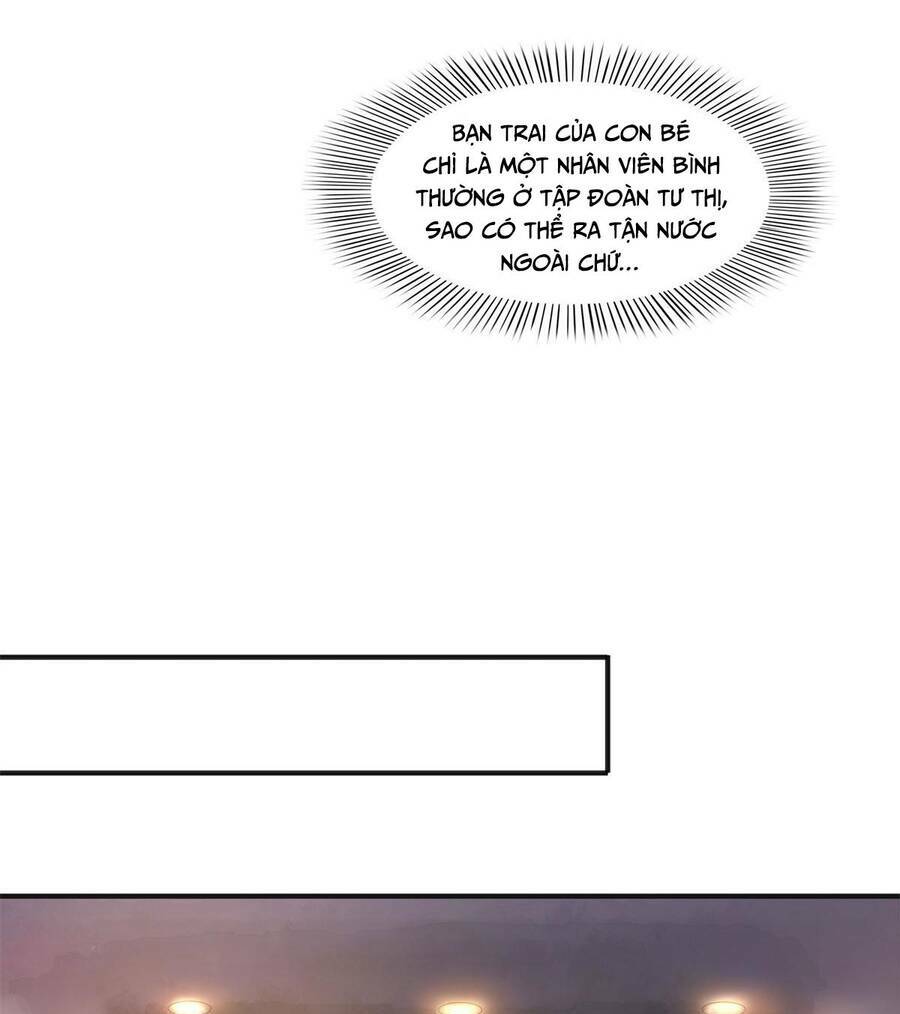 BẠN TRAI CỦA CON BÉ
CHỈ LÀ MỘT NHÂN VIÊN BÌNH
THƯỜNG Ở TẬP ĐOÀN TƯ THỊ,
SAO CÓ THỂ RA TẬN NƯỚC
NGOÀI CHỨ...